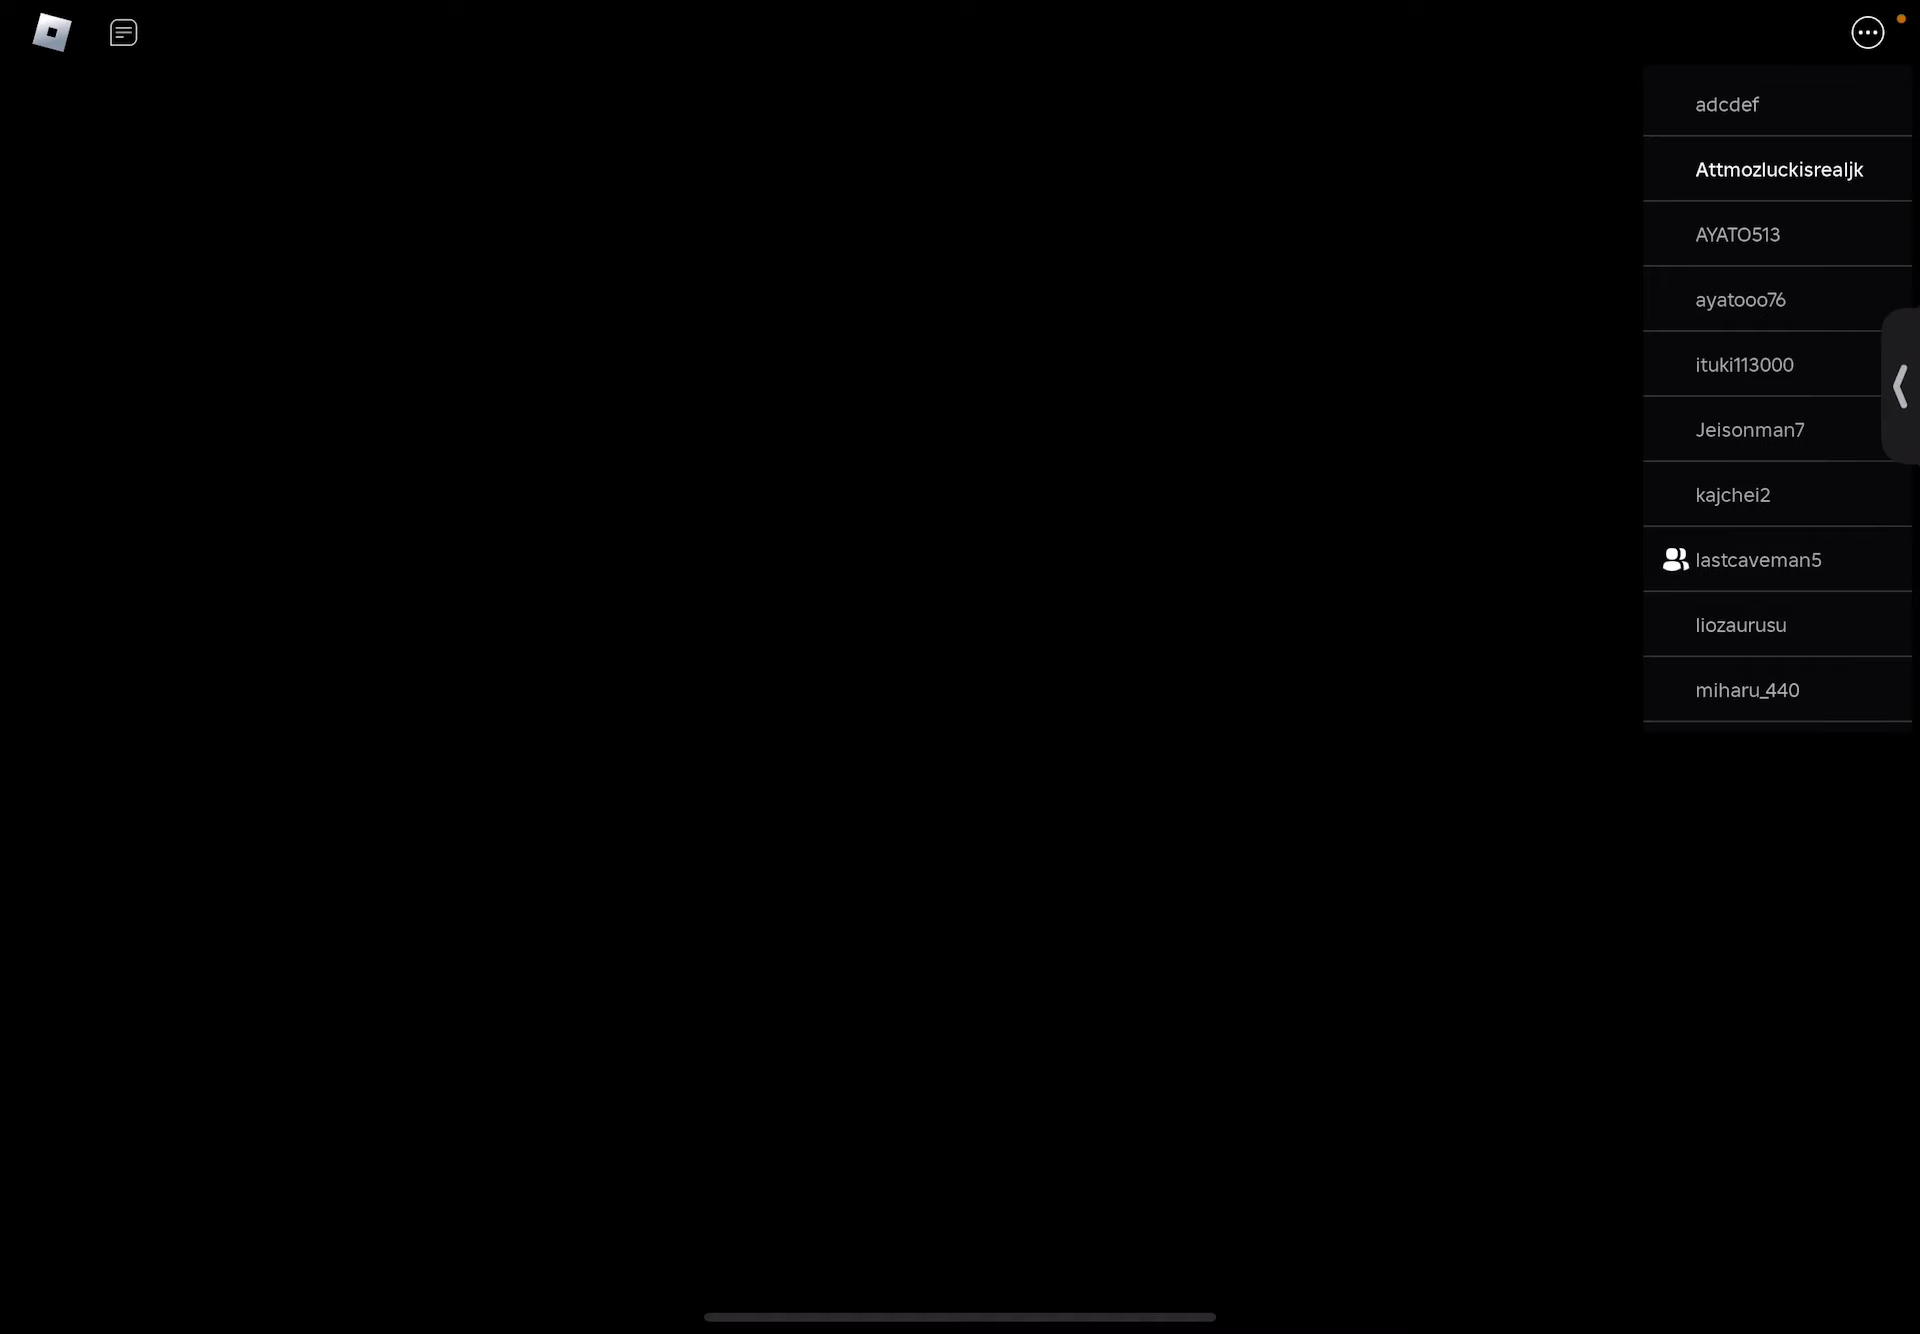 adcdef
Attmozluckisrealjk
AYATO513
ayatooo76
ituki113000
Jeisonman7
kajchei2
lastcaveman5
liozaurusu
miharu_440